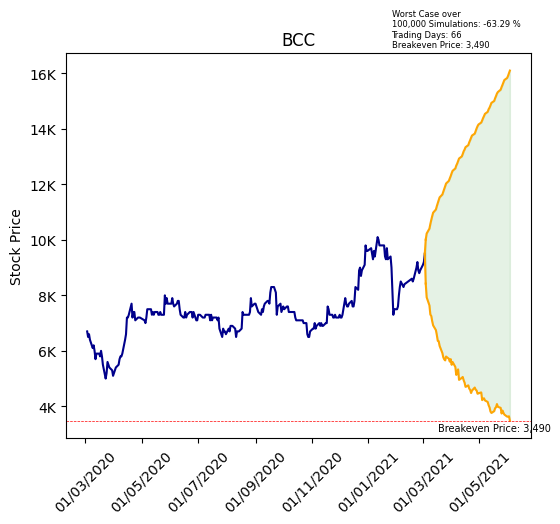 Worst Case over
100,000 Simulations: -63.29 %
Trading Days: 66
Breakeven Price: 3,490
BCC
Stock Price
16K
14K
12K
10K
8K
6K
4K
Breakeven Price: 3,490
01/03/2020
01/05/2020
01/07/2020
01/09/2020
01/11/2020
01/01/2021
01/03/2021
01/05/2021